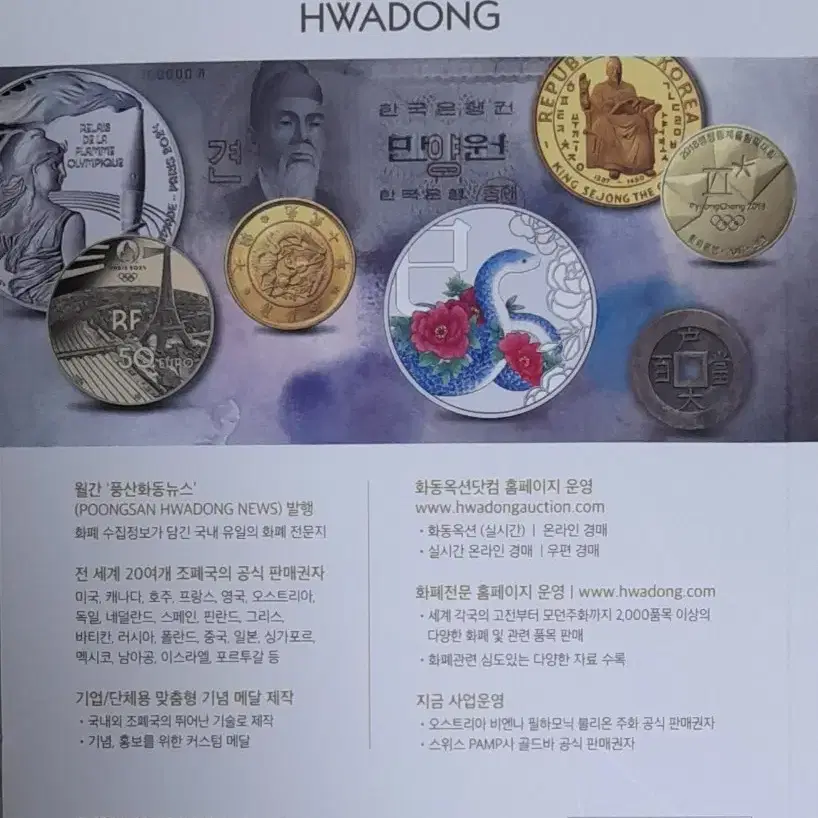 HWADONG
RELAIS
DE LA
FLAMME
OLYMPIQUE
PARIS 2024
RF
50 EURO
견
한국은행권
만양원
한국은행
REPUBLIC OF KOREA
KING SEJONG THE G
1397 - 1450
PyeongChang 2018
戶
百 當
大
월간 '풍산화동뉴스'
(POONGSAN HWADONG NEWS) 발행
화폐 수집정보가 담긴 국내 유일의 화폐 전문지
전 세계 20여개 조폐국의 공식 판매권자
미국, 캐나다, 호주, 프랑스, 영국, 오스트리아,
독일, 네덜란드, 스페인, 핀란드, 그리스,
바티칸, 러시아, 폴란드, 중국, 일본, 싱가포르,
멕시코, 남아공, 이스라엘, 포르투갈 등
기업/단체용 맞춤형 기념 메달 제작
· 국내외 조폐국의 뛰어난 기술로 제작
· 기념, 홍보를 위한 커스텀 메달
화동옥션닷컴 홈페이지 운영
www.hwadongauction.com
· 화동옥션 (실시간) | 온라인 경매
· 실시간 온라인 경매 | 우편 경매
화폐전문 홈페이지 운영 | www.hwadong.com
· 세계 각국의 고전부터 모던주화까지 2,000품목 이상의
다양한 화폐 및 관련 품목 판매
· 화폐관련 심도있는 다양한 자료 수록
지금 사업운영
· 오스트리아 비엔나 필하모닉 불리온 주화 공식 판매권자
· 스위스 PAMP사 골드바 공식 판매권자